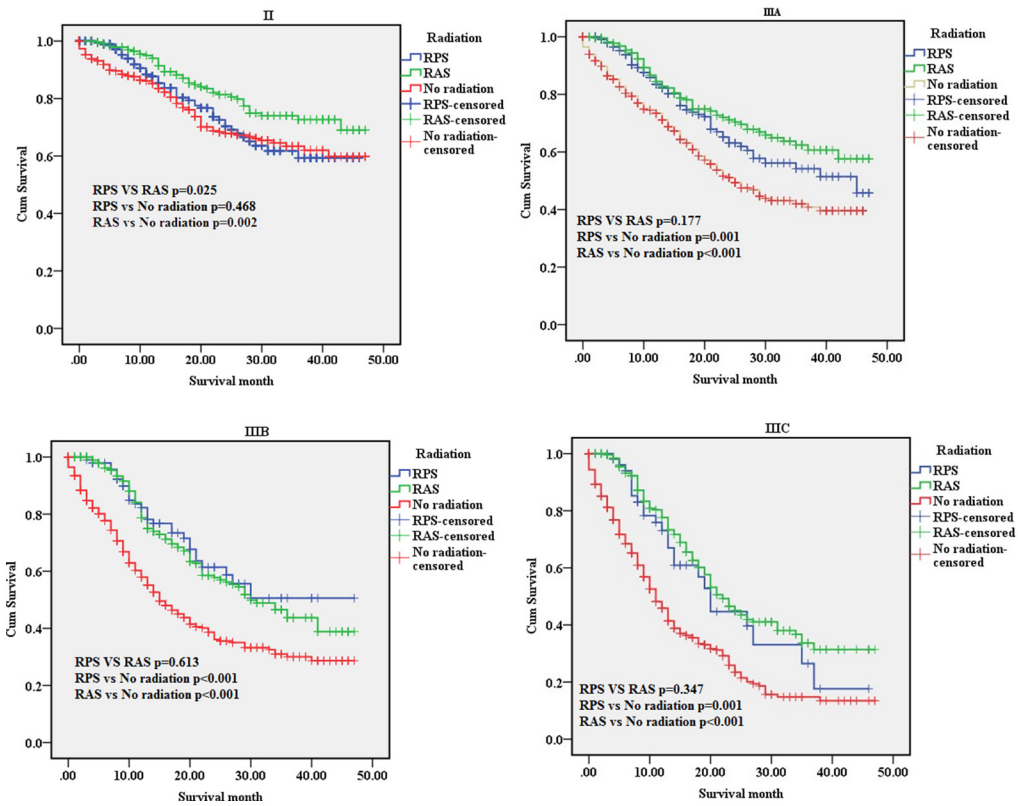 II
Cum Survival
1.0
0.8
0.6
0.4
0.2
0.0
RPS VS RAS p=0.025
RPS vs No radiation p=0.468
RAS vs No radiation p=0.002
.00 10.00 20.00 30.00 40.00 50.00
Survival month
Radiation
RPS
RAS
No radiation
RPS-censored
RAS-censored
No radiation-
censored
IIIA
Cum Survival
1.0
0.8
0.6
0.4
0.2
0.0
RPS VS RAS p=0.177
RPS vs No radiation p=0.001
RAS vs No radiation p<0.001
.00 10.00 20.00 30.00 40.00 50.00
Survival month
Radiation
RPS
RAS
No radiation
RPS-censored
RAS-censored
No radiation-
censored
IIIB
Cum Survival
1.0
0.8
0.6
0.4
0.2
0.0
RPS VS RAS p=0.613
RPS vs No radiation p<0.001
RAS vs No radiation p<0.001
.00 10.00 20.00 30.00 40.00 50.00
Survival month
Radiation
RPS
RAS
No radiation
RPS-censored
RAS-censored
No radiation-
censored
IIIC
Cum Survival
1.0
0.8
0.6
0.4
0.2
0.0
RPS VS RAS p=0.347
RPS vs No radiation p=0.001
RAS vs No radiation p<0.001
.00 10.00 20.00 30.00 40.00 50.00
Survival month
Radiation
RPS
RAS
No radiation
RPS-censored
RAS-censored
No radiation-
censored